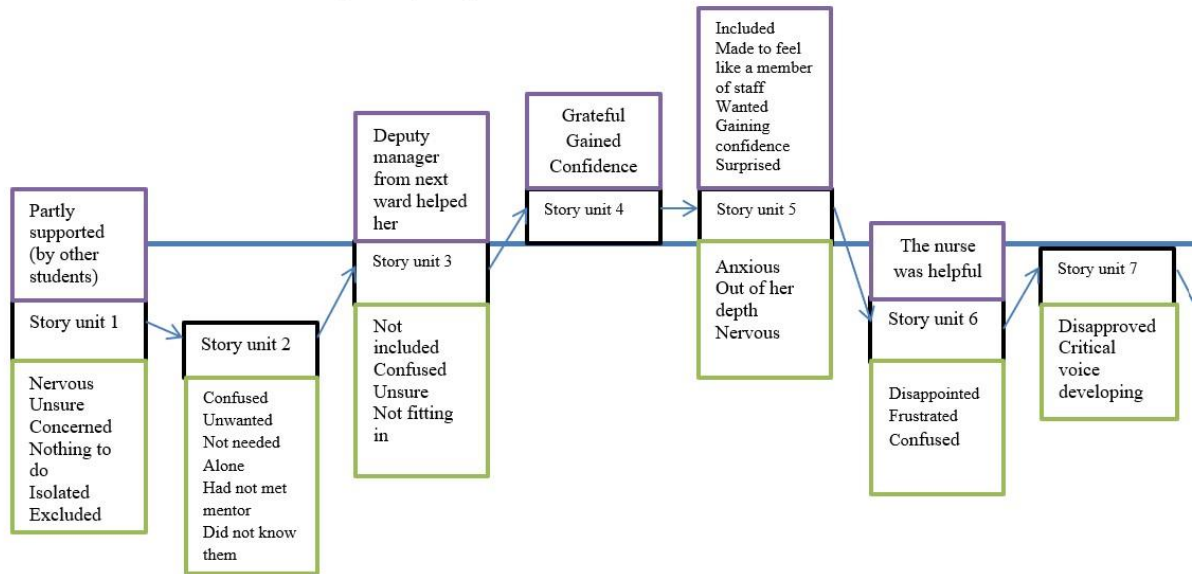 Partly
supported
(by other
students)
Story unit 1
Nervous
Unsure
Concerned
Nothing to
do
Isolated
Excluded
Story unit 2
Confused
Unwanted
Not needed
Alone
Had not met
mentor
Did not know
them
Deputy
manager
from next
ward helped
her
Story unit 3
Not
included
Confused
Unsure
Not fitting
in
Grateful
Gained
Confidence
Story unit 4
Included
Made to feel
like a member
of staff
Wanted
Gaining
confidence
Surprised
Story unit 5
Anxious
Out of her
depth
Nervous
The nurse
was helpful
Story unit 6
Disappointed
Frustrated
Confused
Story unit 7
Disapproved
Critical
voice
developing